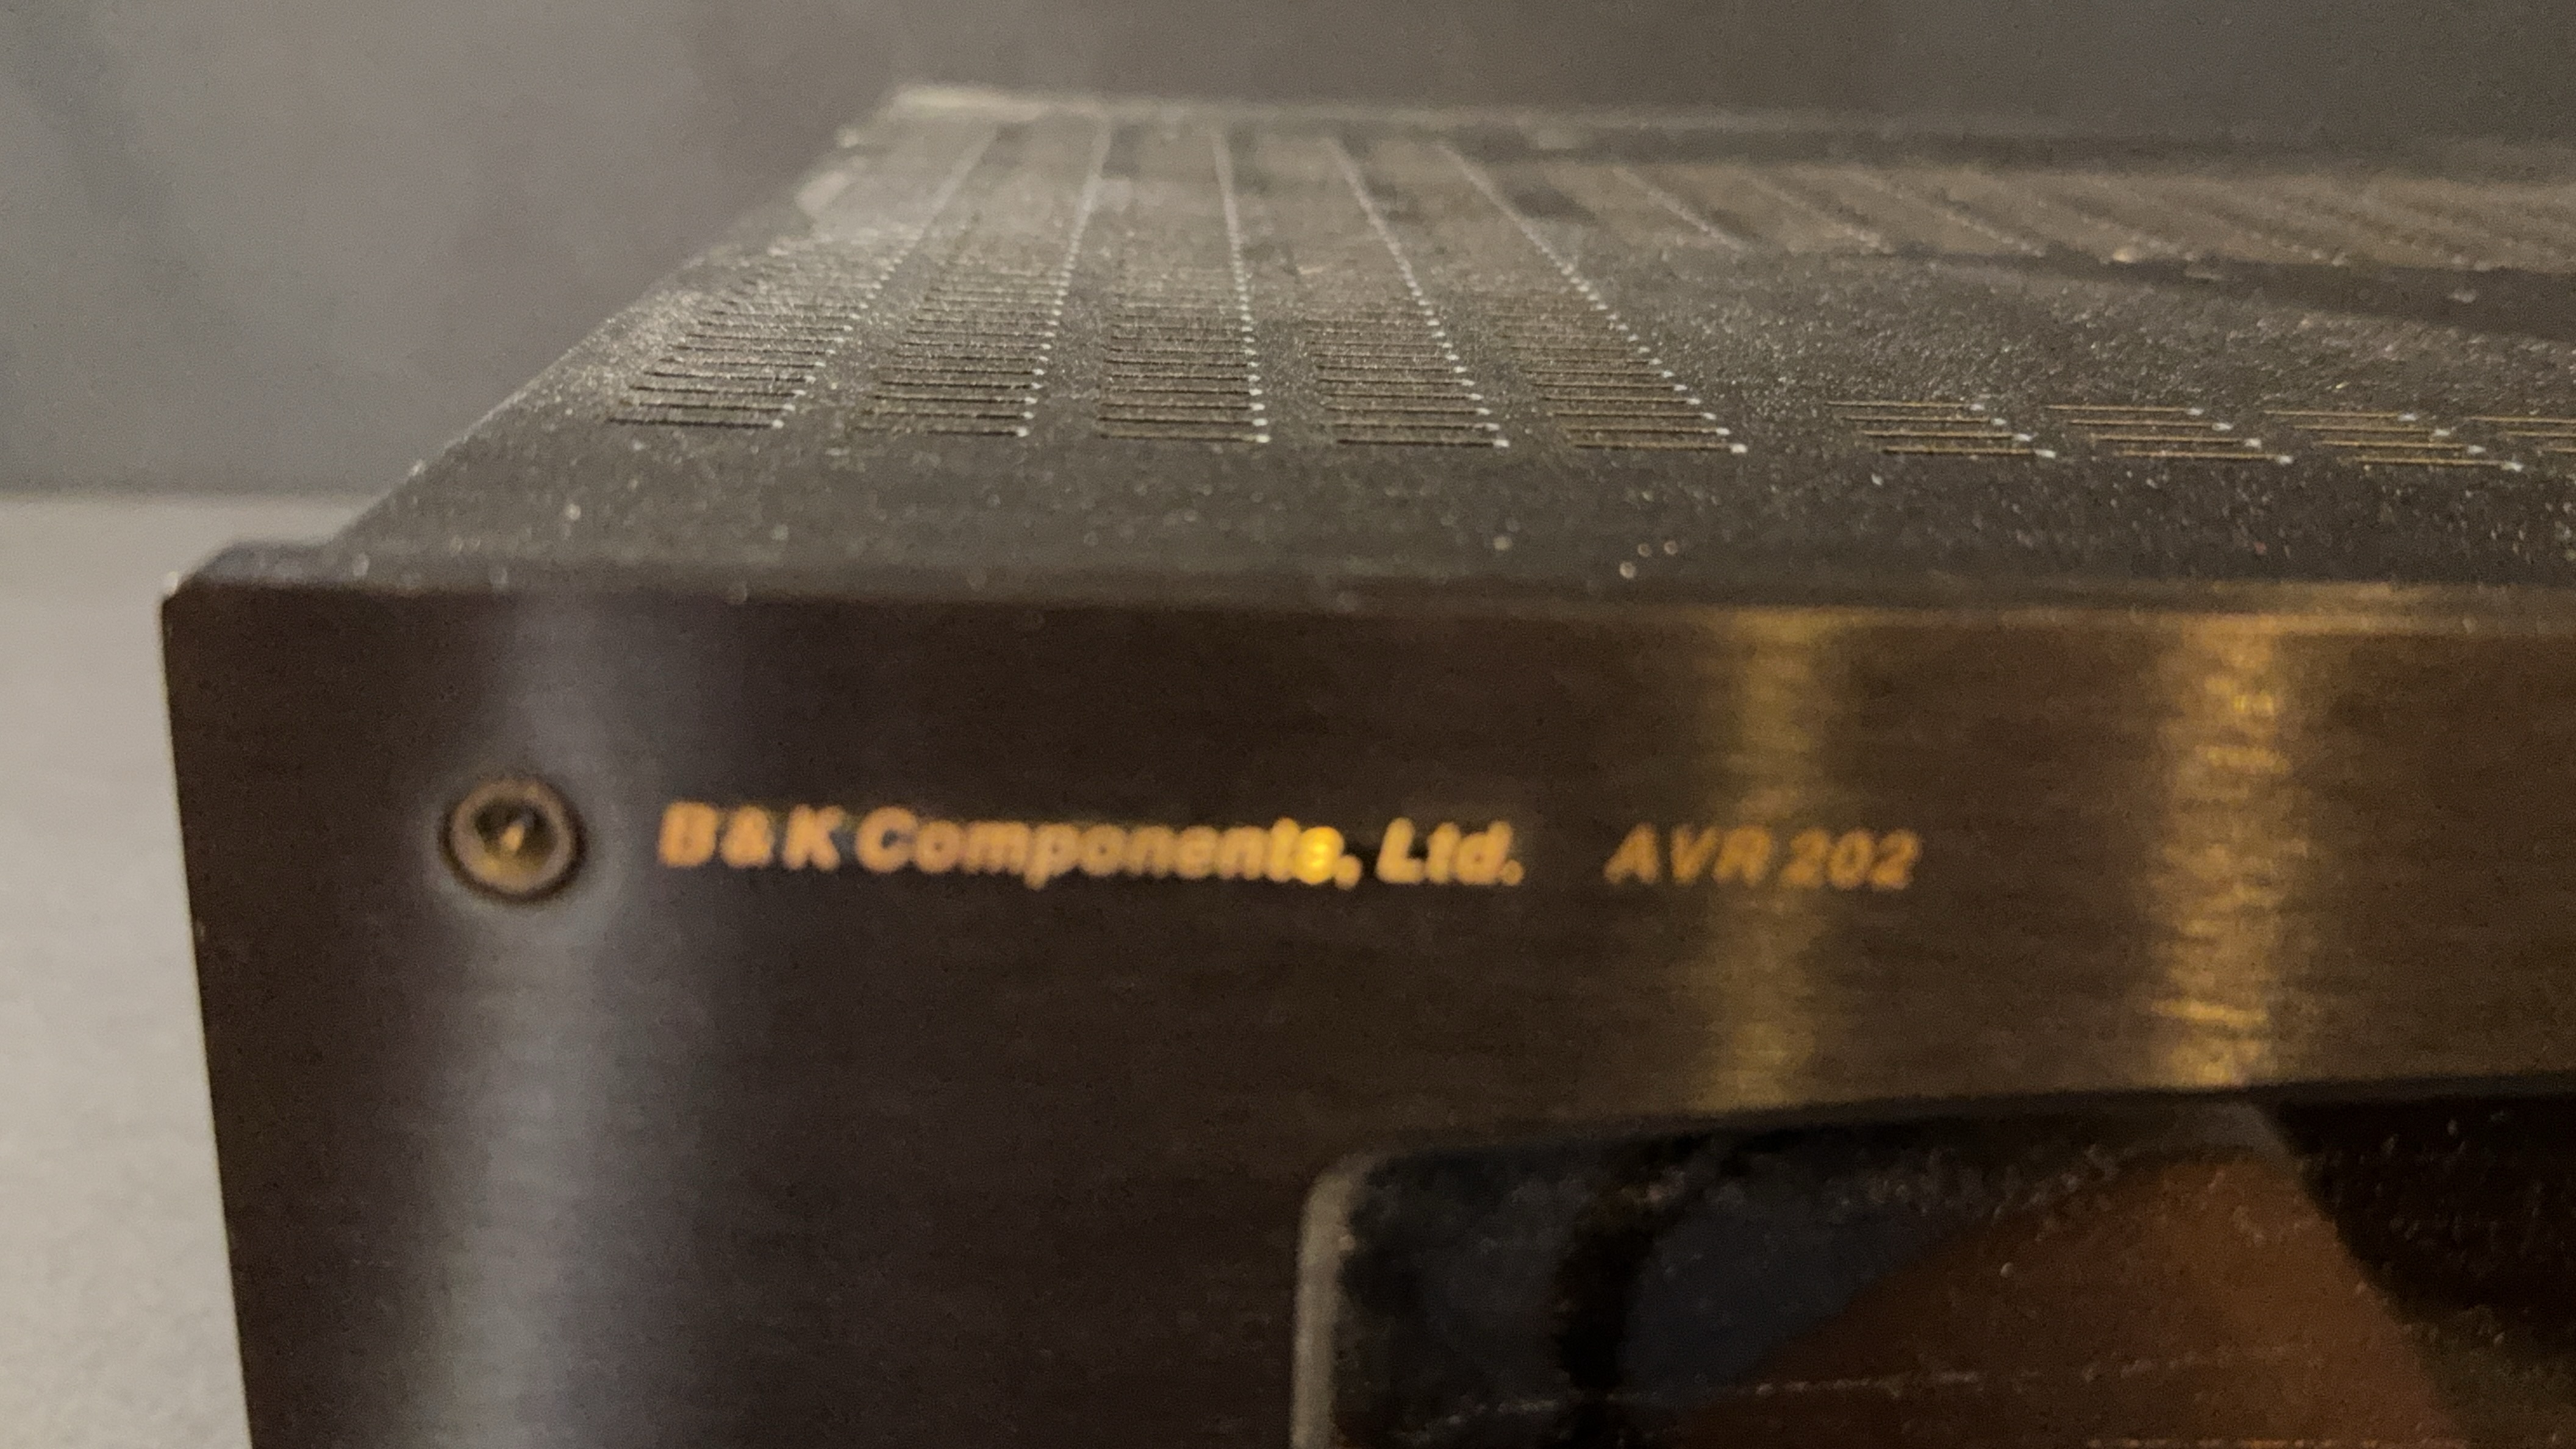 B&K Components, Ltd. AVR 202